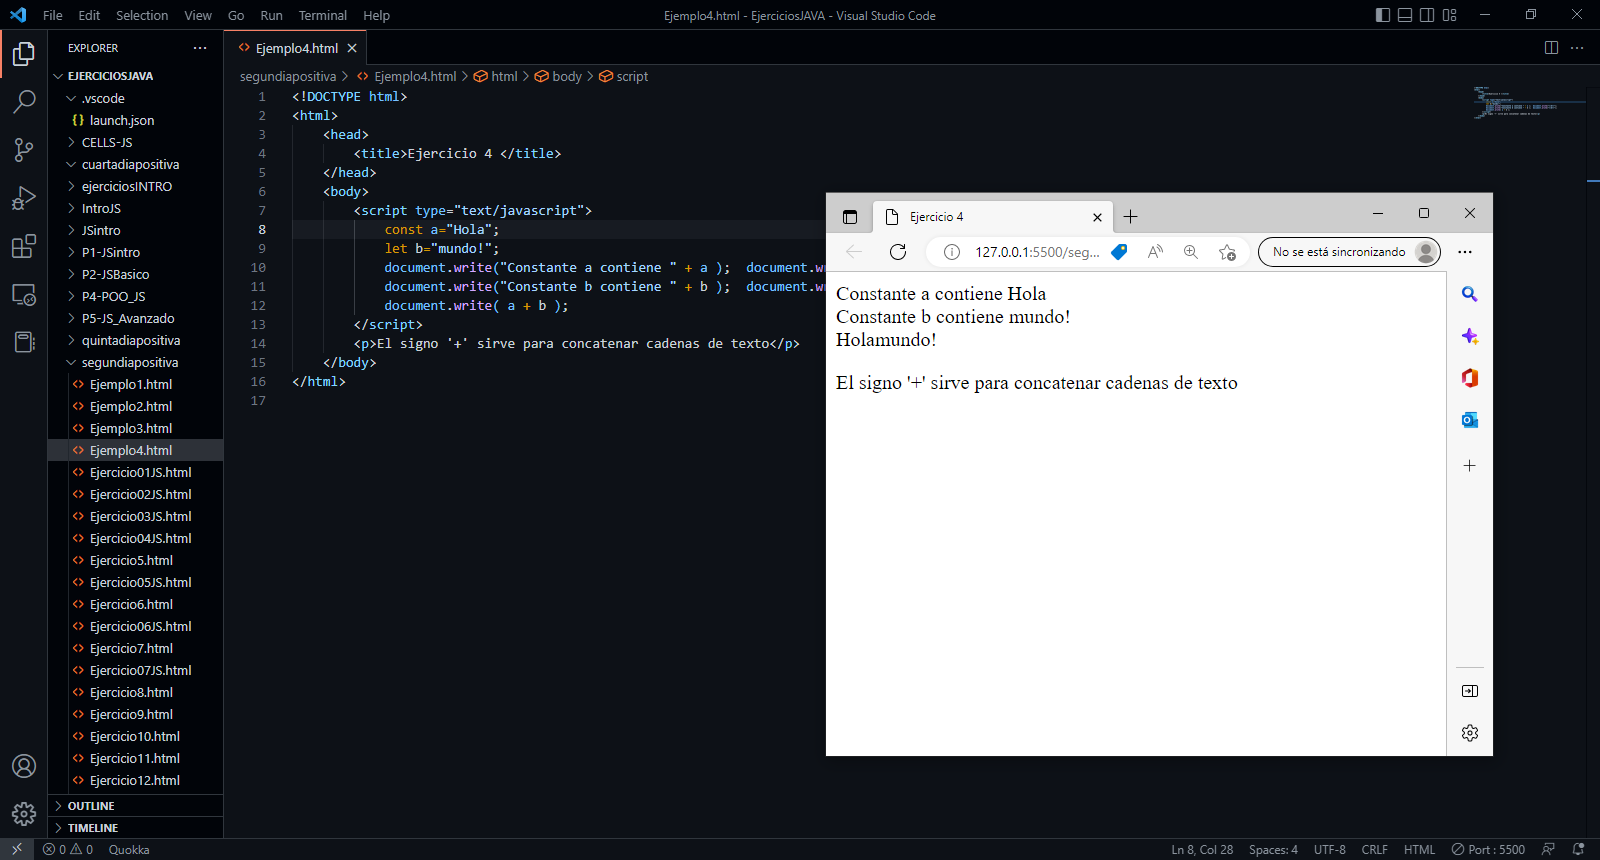 File Edit Selection View Go Run Terminal Help
Ejemplo4.html - EjerciciosJAVA - Visual Studio Code
EXPLORER
EJERCICIOSJAVA
.vscode
{} launch.json
CELLS-JS
cuartadiapositiva
ejerciciosINTRO
IntroJS
JSintro
P1-JSintro
P2-JSBasico
P4-POO_JS
P5-JS_Avanzado
quintadiapositiva
segundiapositiva
Ejemplo1.html
Ejemplo2.html
Ejemplo3.html
Ejemplo4.html
Ejercicio01JS.html
Ejercicio02JS.html
Ejercicio03JS.html
Ejercicio04JS.html
Ejercicio5.html
Ejercicio05JS.html
Ejercicio6.html
Ejercicio06JS.html
Ejercicio7.html
Ejercicio07JS.html
Ejercicio8.html
Ejercicio9.html
Ejercicio10.html
Ejercicio11.html
Ejercicio12.html
OUTLINE
TIMELINE
Ejemplo4.html
segundiapositiva > Ejemplo4.html > html > body > script
1 <!DOCTYPE html>
2 <html>
3 <head>
4 <title>Ejercicio 4 </title>
5 </head>
6 <body>
7 <script type="text/javascript">
8 const a="Hola";
9 let b="mundo!";
10 document.write("Constante a contiene " + a ); document.w
11 document.write("Constante b contiene " + b ); document.w
12 document.write( a + b );
13 </script>
14 <p>El signo '+' sirve para concatenar cadenas de texto</p>
15 </body>
16 </html>
17
Ejercicio 4
127.0.0.1:5500/seg...
No se está sincronizando
Constante a contiene Hola
Constante b contiene mundo!
Holamundo!
El signo '+' sirve para concatenar cadenas de texto
0 0 Quokka
Ln 8, Col 28 Spaces: 4 UTF-8 CRLF HTML Port : 5500